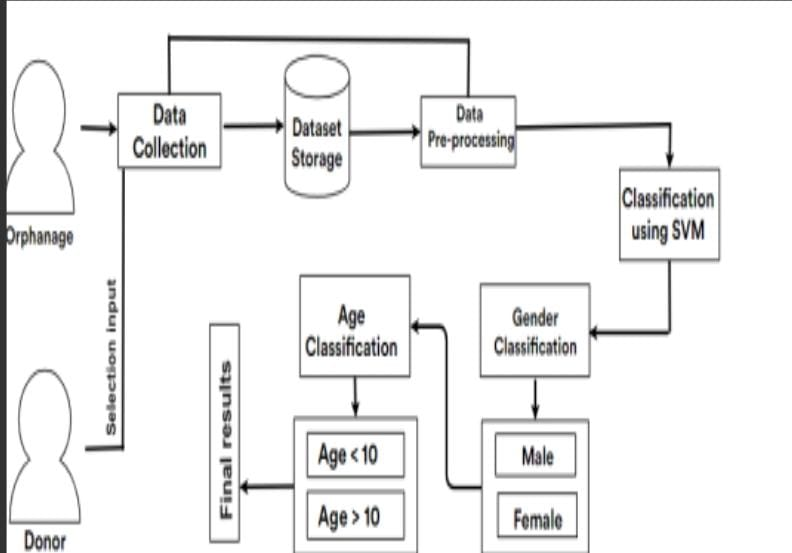 Data
Collection
Dataset
Storage
Data
Pre-processing
Orphanage
Classification
using SVM
Selection input
Age
Classification
Gender
Classification
Final results
Age < 10
Age > 10
Male
Female
Donor